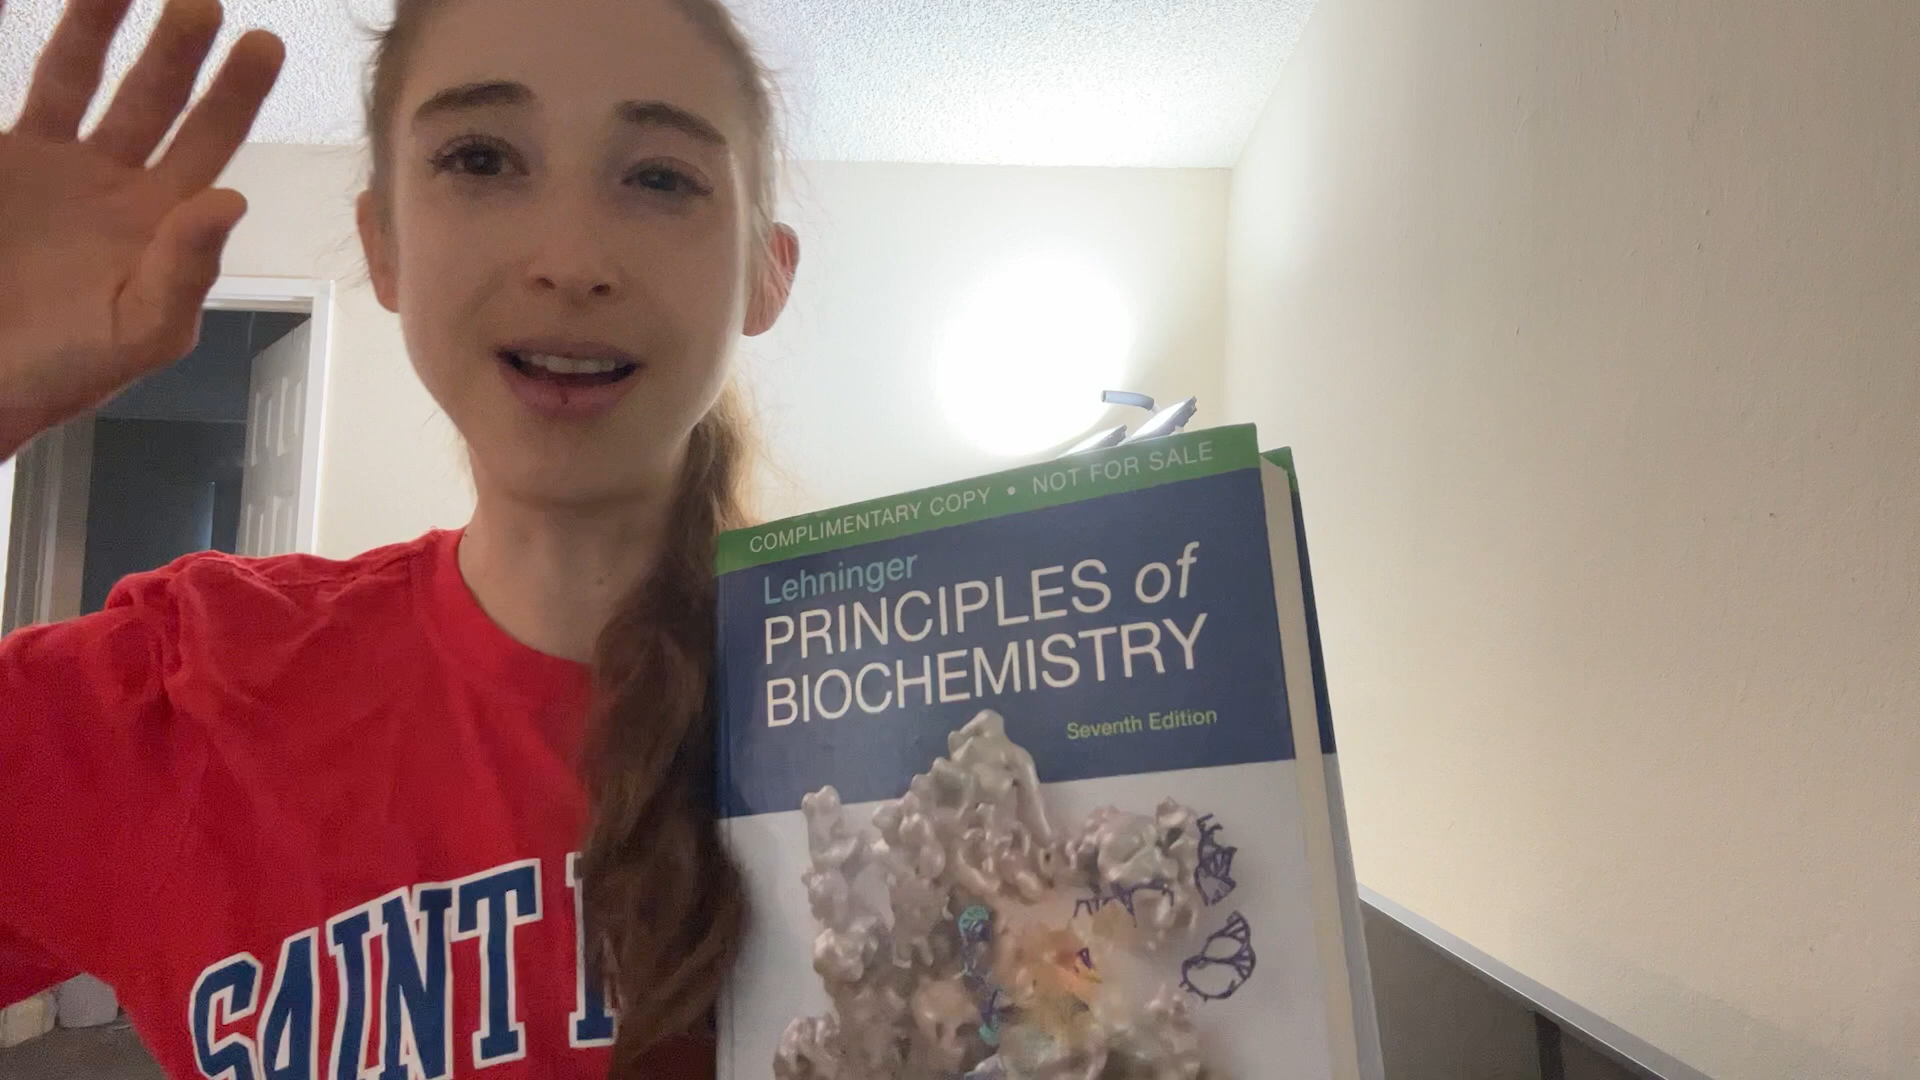 COMPLIMENTARY COPY • NOT FOR SALE
Lehninger
PRINCIPLES of
BIOCHEMISTRY
Seventh Edition
SAINT